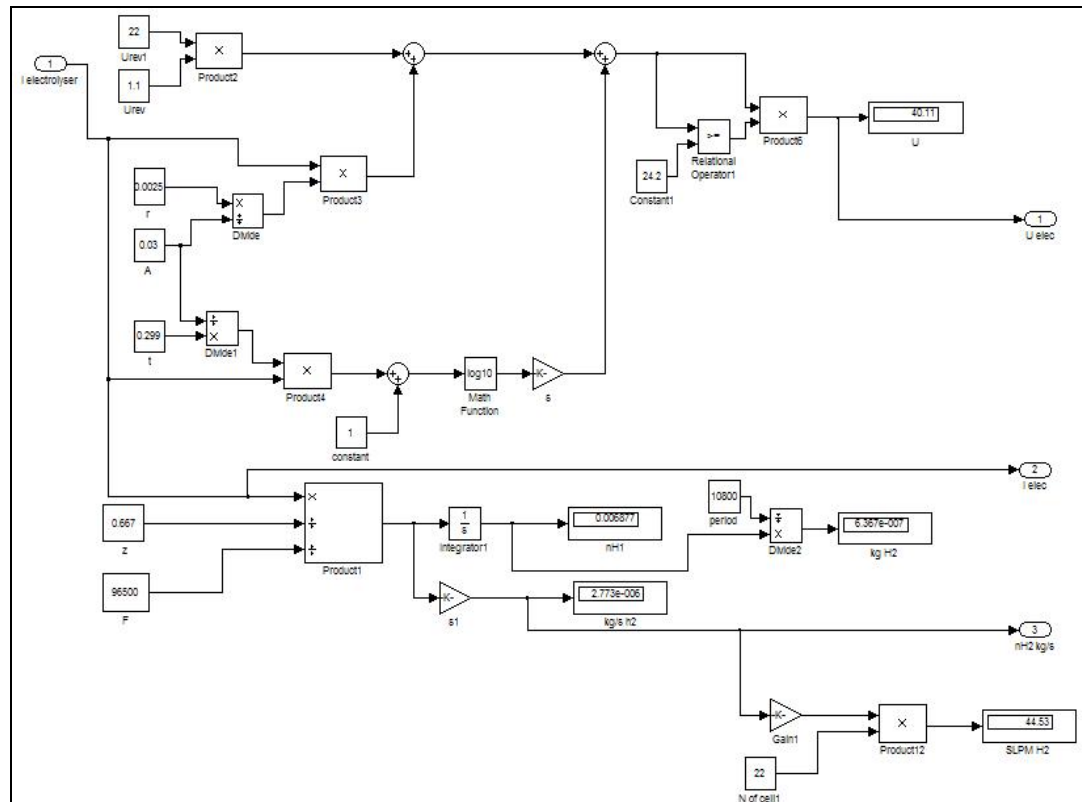 22
Urev1
×
Product2
1
I electrolyser
1.1
Urev
++
++
×
Product6
40.11
U
>=
Relational
Operator1
24.2
Constant1
×
Product3
0.0025
r
×
÷
Divide
1
U elec
0.03
A
÷
×
Divide1
0.299
t
×
Product4
++
log10
Math
Function
-K-
s
1
constant
2
I elec
×
÷
÷
Product1
0.667
z
96500
F
1
s
Integrator1
0.006877
nH1
10800
period
÷
×
Divide2
6.367e-007
kg H2
-K-
s1
2.773e-006
kg/s h2
3
nH2 kg/s
-K-
Gain1
×
Product12
44.53
SLPM H2
22
N of cell1